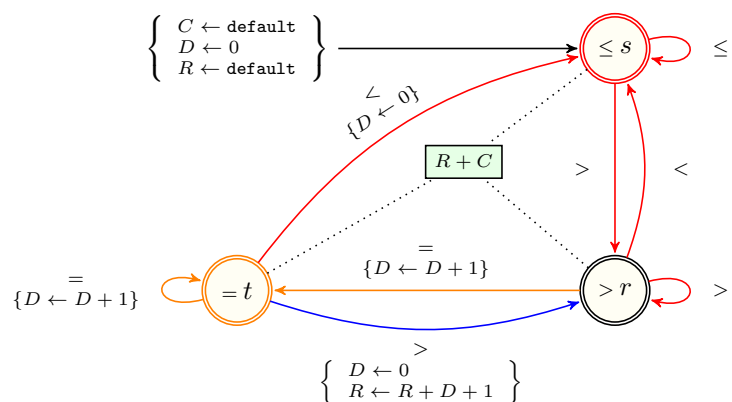 C ← default
D ← 0
R ← default
≤ s
≤
<
{D ← 0}
R + C
>
<
=
{D ← D + 1}
=
{D ← D + 1}
= t
> r
>
>
D ← 0
R ← R + D + 1